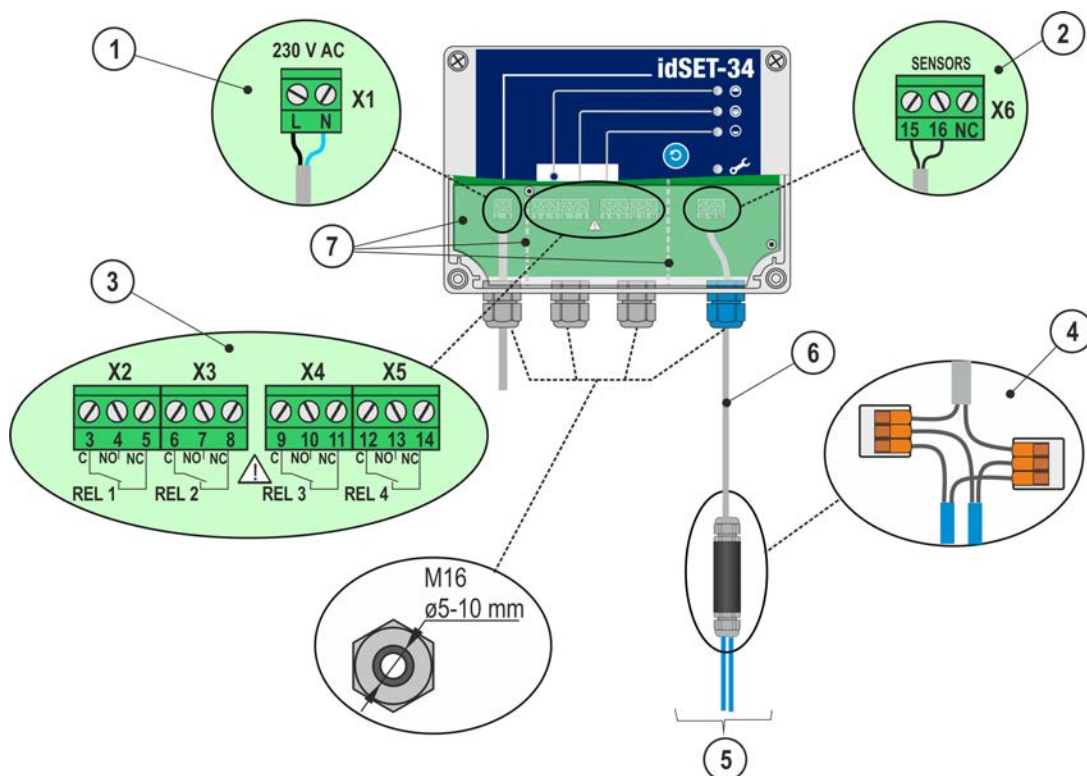 1
230 V AC
L N
X1
idSET-34
2
SENSORS
15 16 NC
X6
7
3
X2 X3 X4 X5
3 4 5 6 7 8 9 10 11 12 13 14
C NO NC C NO NC C NO NC C NO NC
REL 1 REL 2 REL 3 REL 4
6
4
M16
ø5-10 mm
5